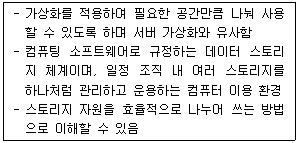 - 가상화를 적용하여 필요한 공간만큼 나눠 사용
할 수 있도록 하며 서버 가상화와 유사함
- 컴퓨팅 소프트웨어로 규정하는 데이터 스토리
지 체계이며, 일정 조직 내 여러 스토리지를
하나처럼 관리하고 운용하는 컴퓨터 이용 환경
- 스토리지 자원을 효율적으로 나누어 쓰는 방법
으로 이해할 수 있음